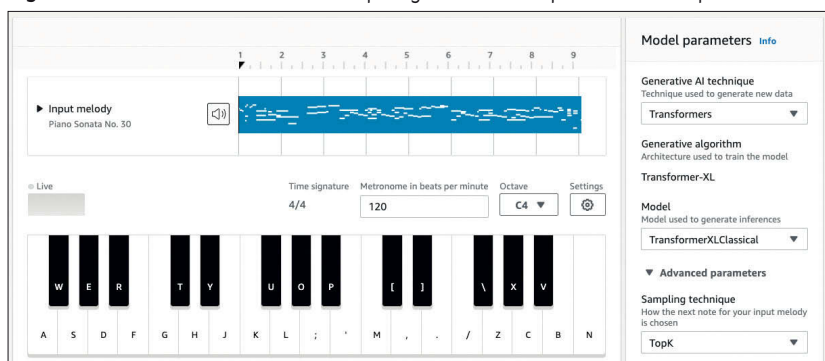 1 2 3 4 5 6 7 8 9
Input melody
Piano Sonata No. 30
Live
Time signature
4/4
Metronome in beats per minute
120
Octave
C4
Settings
W E R T Y U O P [ ] \ X V
A S D F G H J K L ; ' M , . / Z C B N
Model parameters Info
Generative AI technique
Technique used to generate new data
Transformers
Generative algorithm
Architecture used to train the model
Transformer-XL
Model
Model used to generate inferences
TransformerXLClassical
Advanced parameters
Sampling technique
How the next note for your input melody
is chosen
TopK